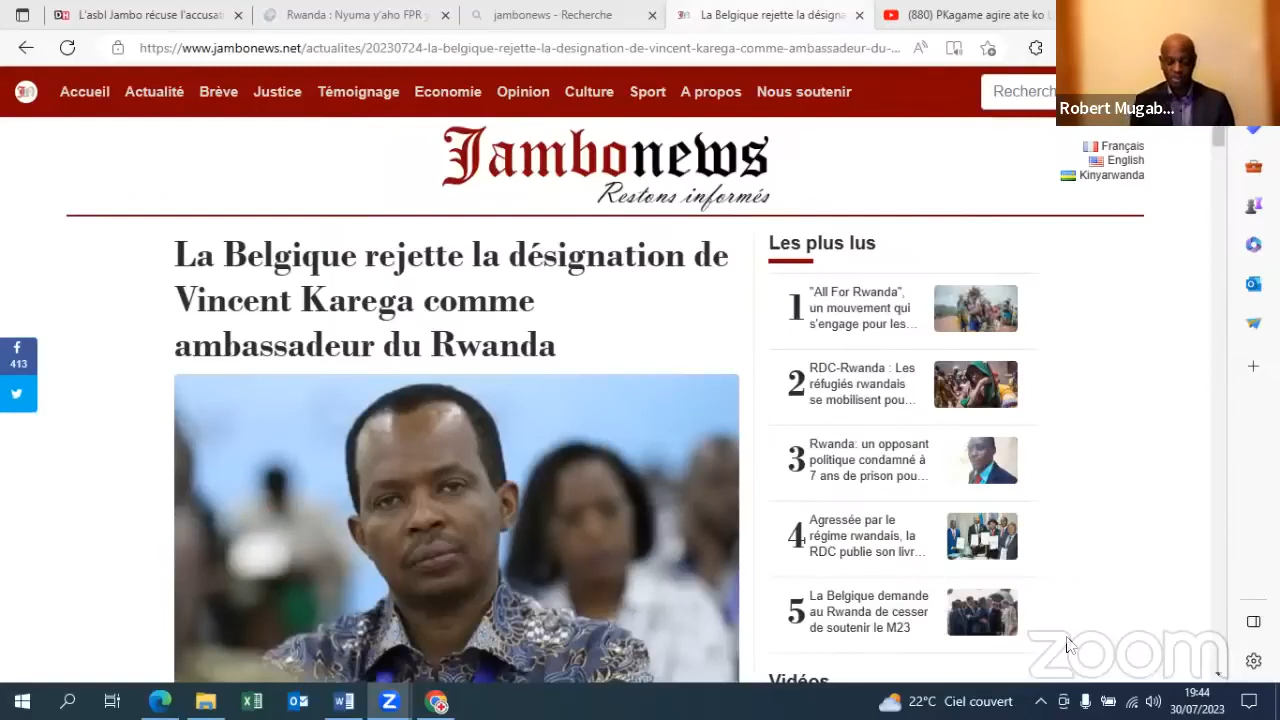 L'asbl Jambo récuse l'accusat
Rwanda : Nyuma y'aho FPR y
jambonews - Recherche
La Belgique rejette la désigna
(880) PKagame agire ate ko l
https://www.jambonews.net/actualites/20230724-la-belgique-rejette-la-designation-de-vincent-karega-comme-ambassadeur-du-...
Accueil Actualité Brève Justice Témoignage Economie Opinion Culture Sport A propos Nous soutenir
Recherch
Robert Mugab...
Jambonews
Restons informés
Français
English
Kinyarwanda
La Belgique rejette la désignation de
Vincent Karega comme
ambassadeur du Rwanda
413
Les plus lus
1
"All For Rwanda",
un mouvement qui
s'engage pour les...
2
RDC-Rwanda : Les
réfugiés rwandais
se mobilisent pou...
3
Rwanda: un opposant
politique condamné à
7 ans de prison pou...
4
Agressée par le
régime rwandais, la
RDC publie son livr...
5
La Belgique demande
au Rwanda de cesser
de soutenir le M23
Vidéos
zoom
22°C Ciel couvert
19:44
30/07/2023